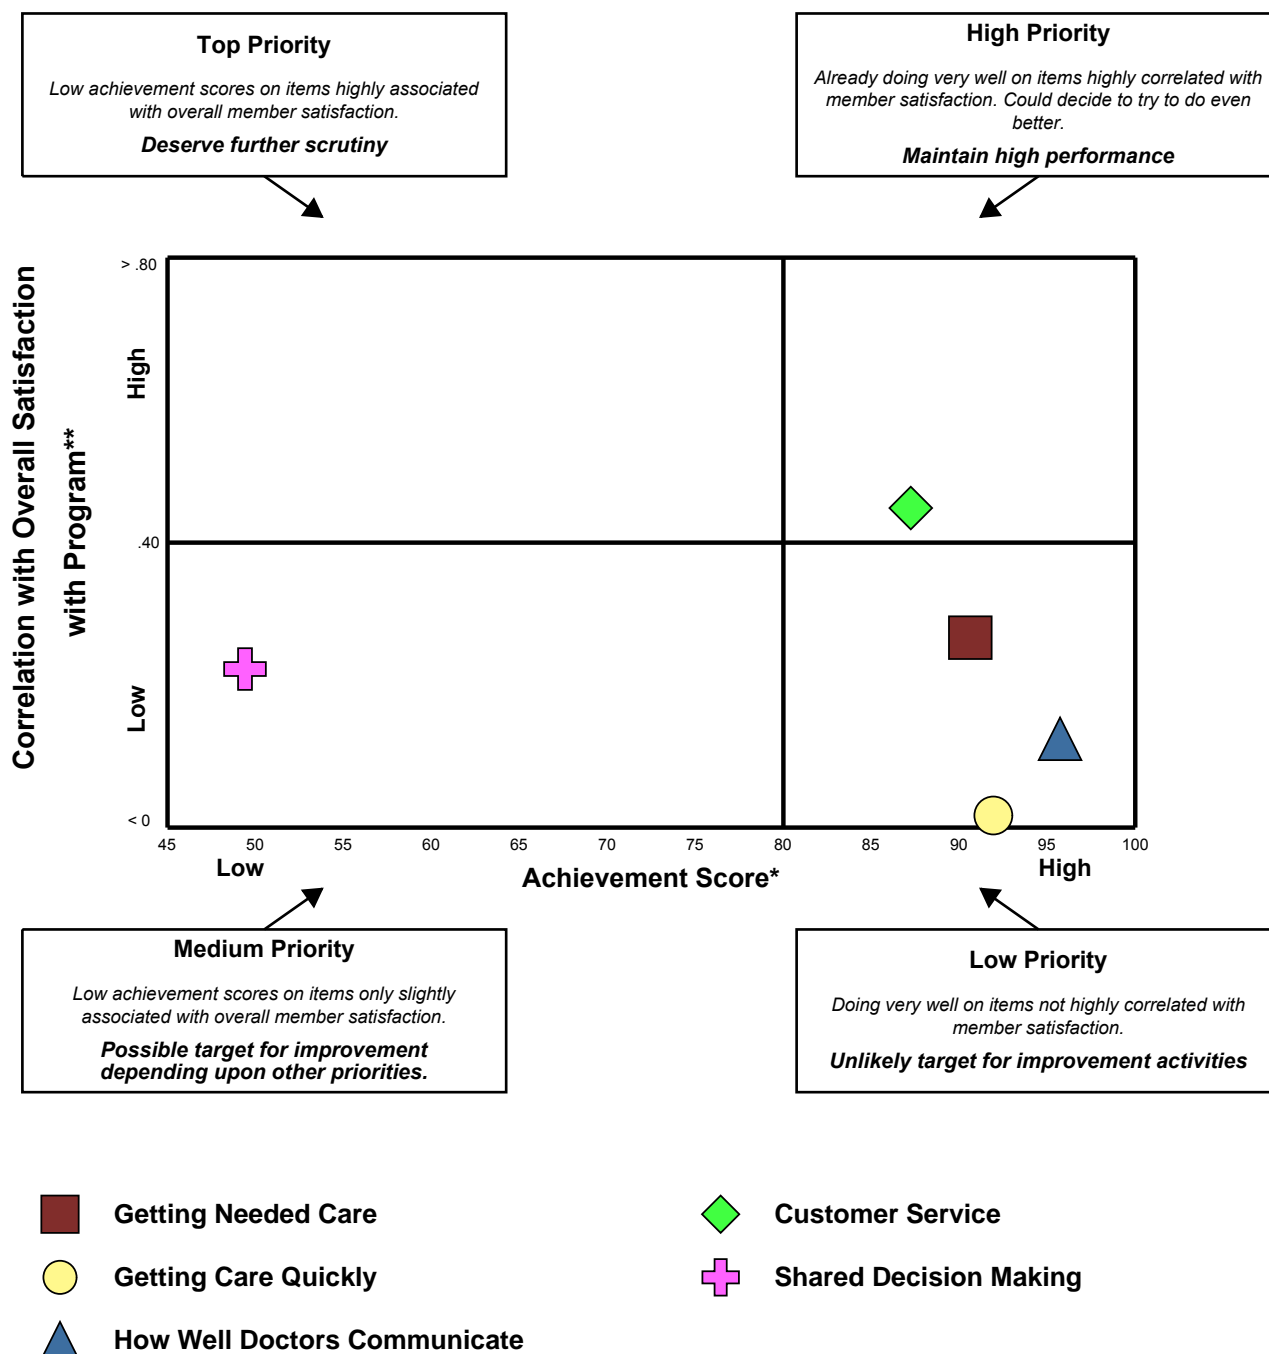 Top Priority
Low achievement scores on items highly associated
with overall member satisfaction.
Deserve further scrutiny
High Priority
Already doing very well on items highly correlated with
member satisfaction. Could decide to try to do even
better.
Maintain high performance
Correlation with Overall Satisfaction
with Program**
> .80
High
.40
Low
< 0
45 50 55 60 65 70 75 80 85 90 95 100
Low
High
Achievement Score*
Medium Priority
Low achievement scores on items only slightly
associated with overall member satisfaction.
Possible target for improvement
depending upon other priorities.
Low Priority
Doing very well on items not highly correlated with
member satisfaction.
Unlikely target for improvement activities
Getting Needed Care
Customer Service
Getting Care Quickly
Shared Decision Making
How Well Doctors Communicate